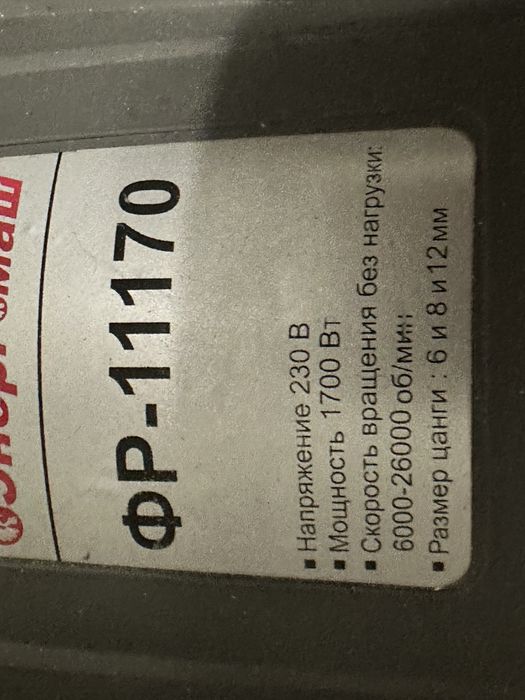 Энергомаш
ФР-11170
▪ Напряжение 230 В
▪ Мощность 1700 Вт
▪ Скорость вращения без нагрузки:
6000-26000 об/мин
▪ Размер цанги : 6 и 8 и12 мм